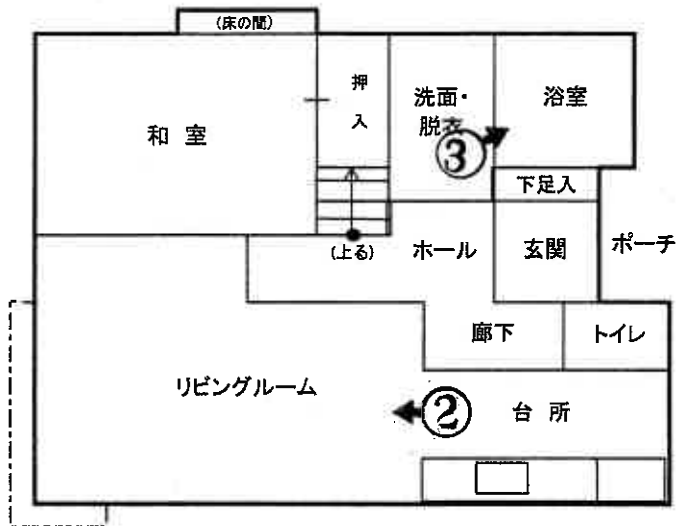 (床の間)
押
入
和 室
洗面・
脱衣
浴室
③
下足入
(上る)
ホール
玄関
ポーチ
廊下
トイレ
リビングルーム
②
台 所